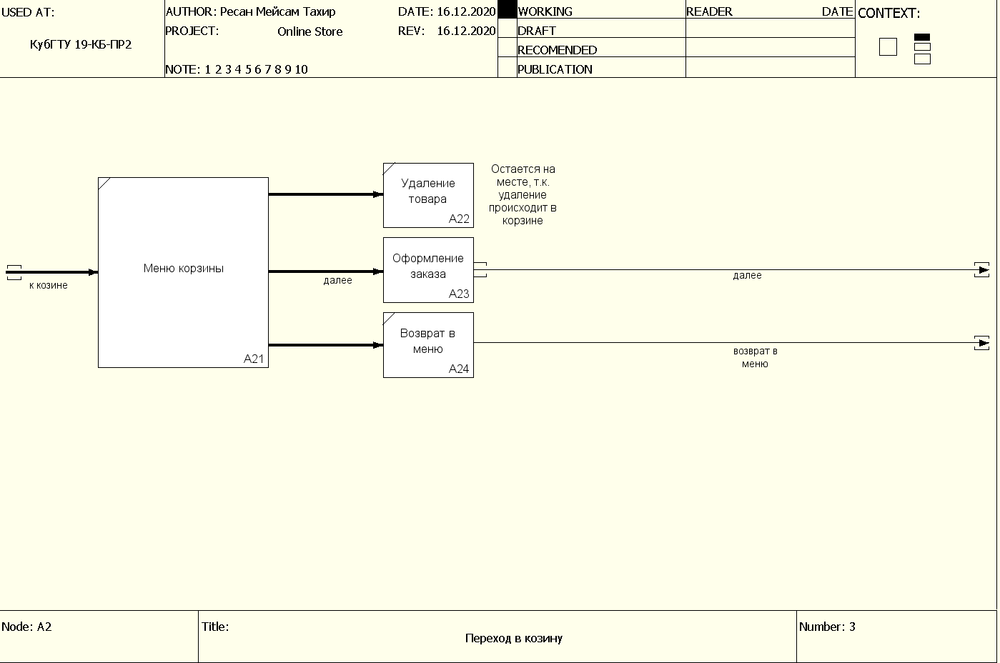 USED AT:
КубГТУ 19-КБ-ПР2
AUTHOR: Ресан Мейсам Тахир
DATE: 16.12.2020
PROJECT: Online Store
REV: 16.12.2020
NOTE: 1 2 3 4 5 6 7 8 9 10
WORKING
DRAFT
RECOMENDED
PUBLICATION
READER
DATE
CONTEXT:
к козине
Меню корзины
A21
далее
Удаление
товара
A22
Остается на
месте, т.к.
удаление
происходит в
корзине
Оформление
заказа
A23
далее
Возврат в
меню
A24
возврат в
меню
Node: A2
Title:
Переход в козину
Number: 3